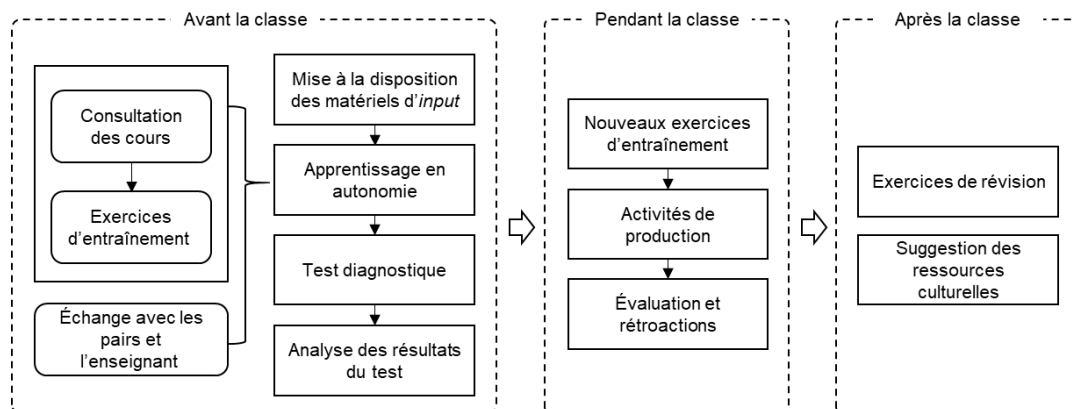 Avant la classe
Consultation
des cours
Exercices
d'entraînement
Échange avec les
pairs et
l'enseignant
Mise à la disposition
des matériels d'input
Apprentissage en
autonomie
Test diagnostique
Analyse des résultats
du test
Pendant la classe
Nouveaux exercices
d'entraînement
Activités de
production
Évaluation et
rétroactions
Après la classe
Exercices de révision
Suggestion des
ressources
culturelles